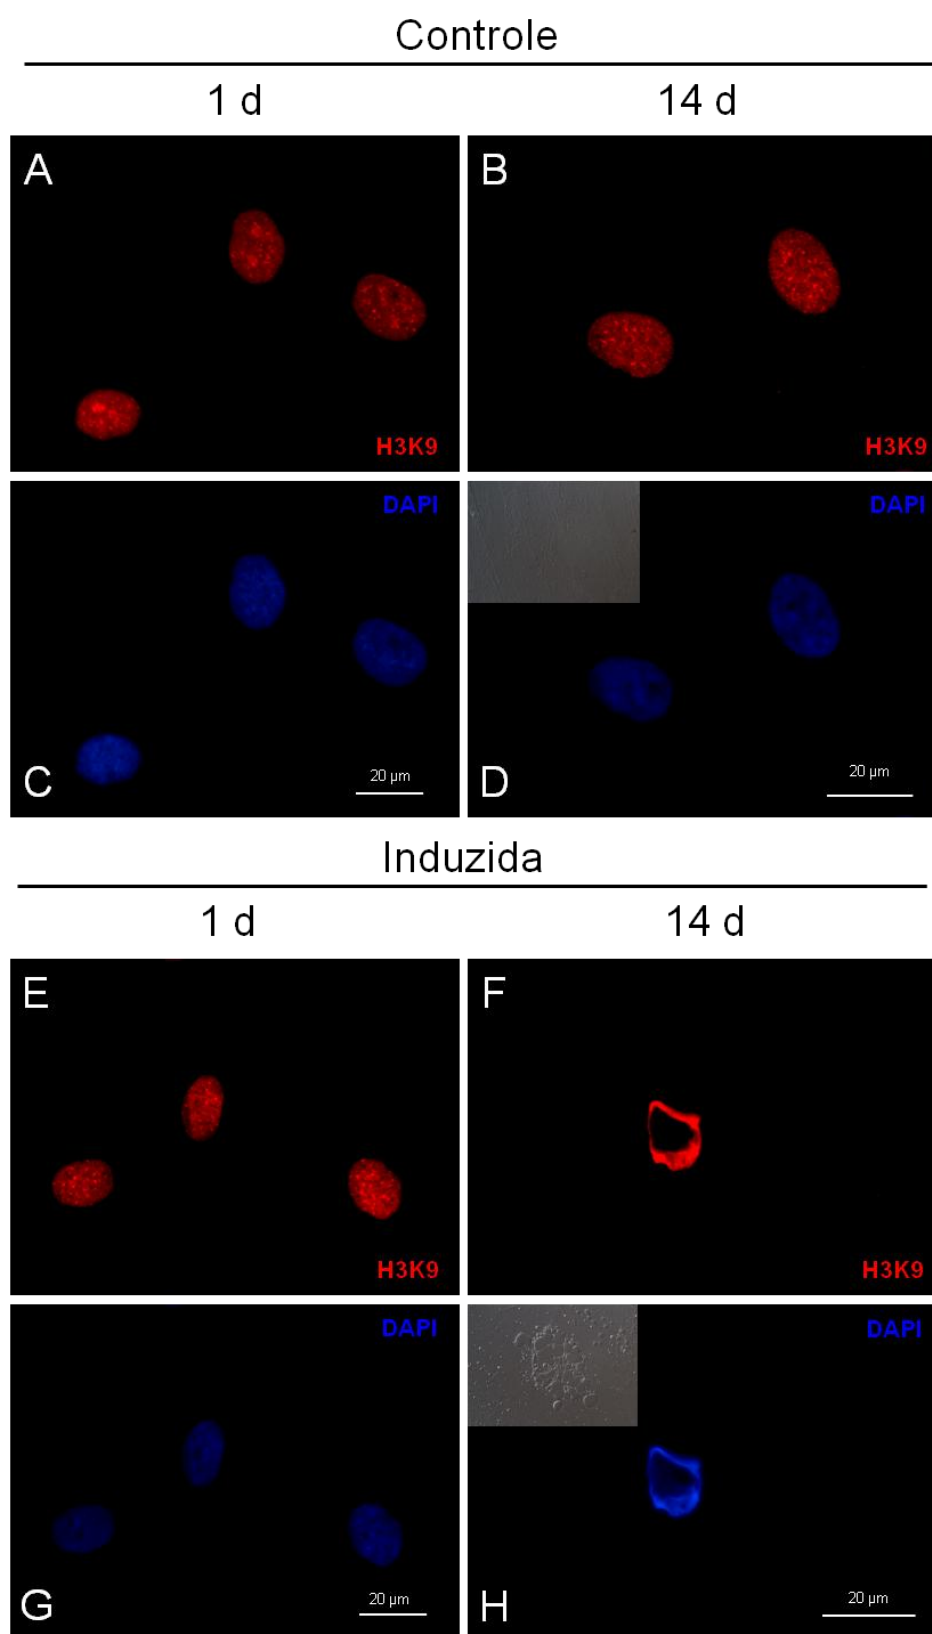 Controle
1 d
14 d
A
B
H3K9
H3K9
DAPI
DAPI
C
20 µm
D
20 µm
Induzida
1 d
14 d
E
F
H3K9
H3K9
DAPI
DAPI
G
20 µm
H
20 µm